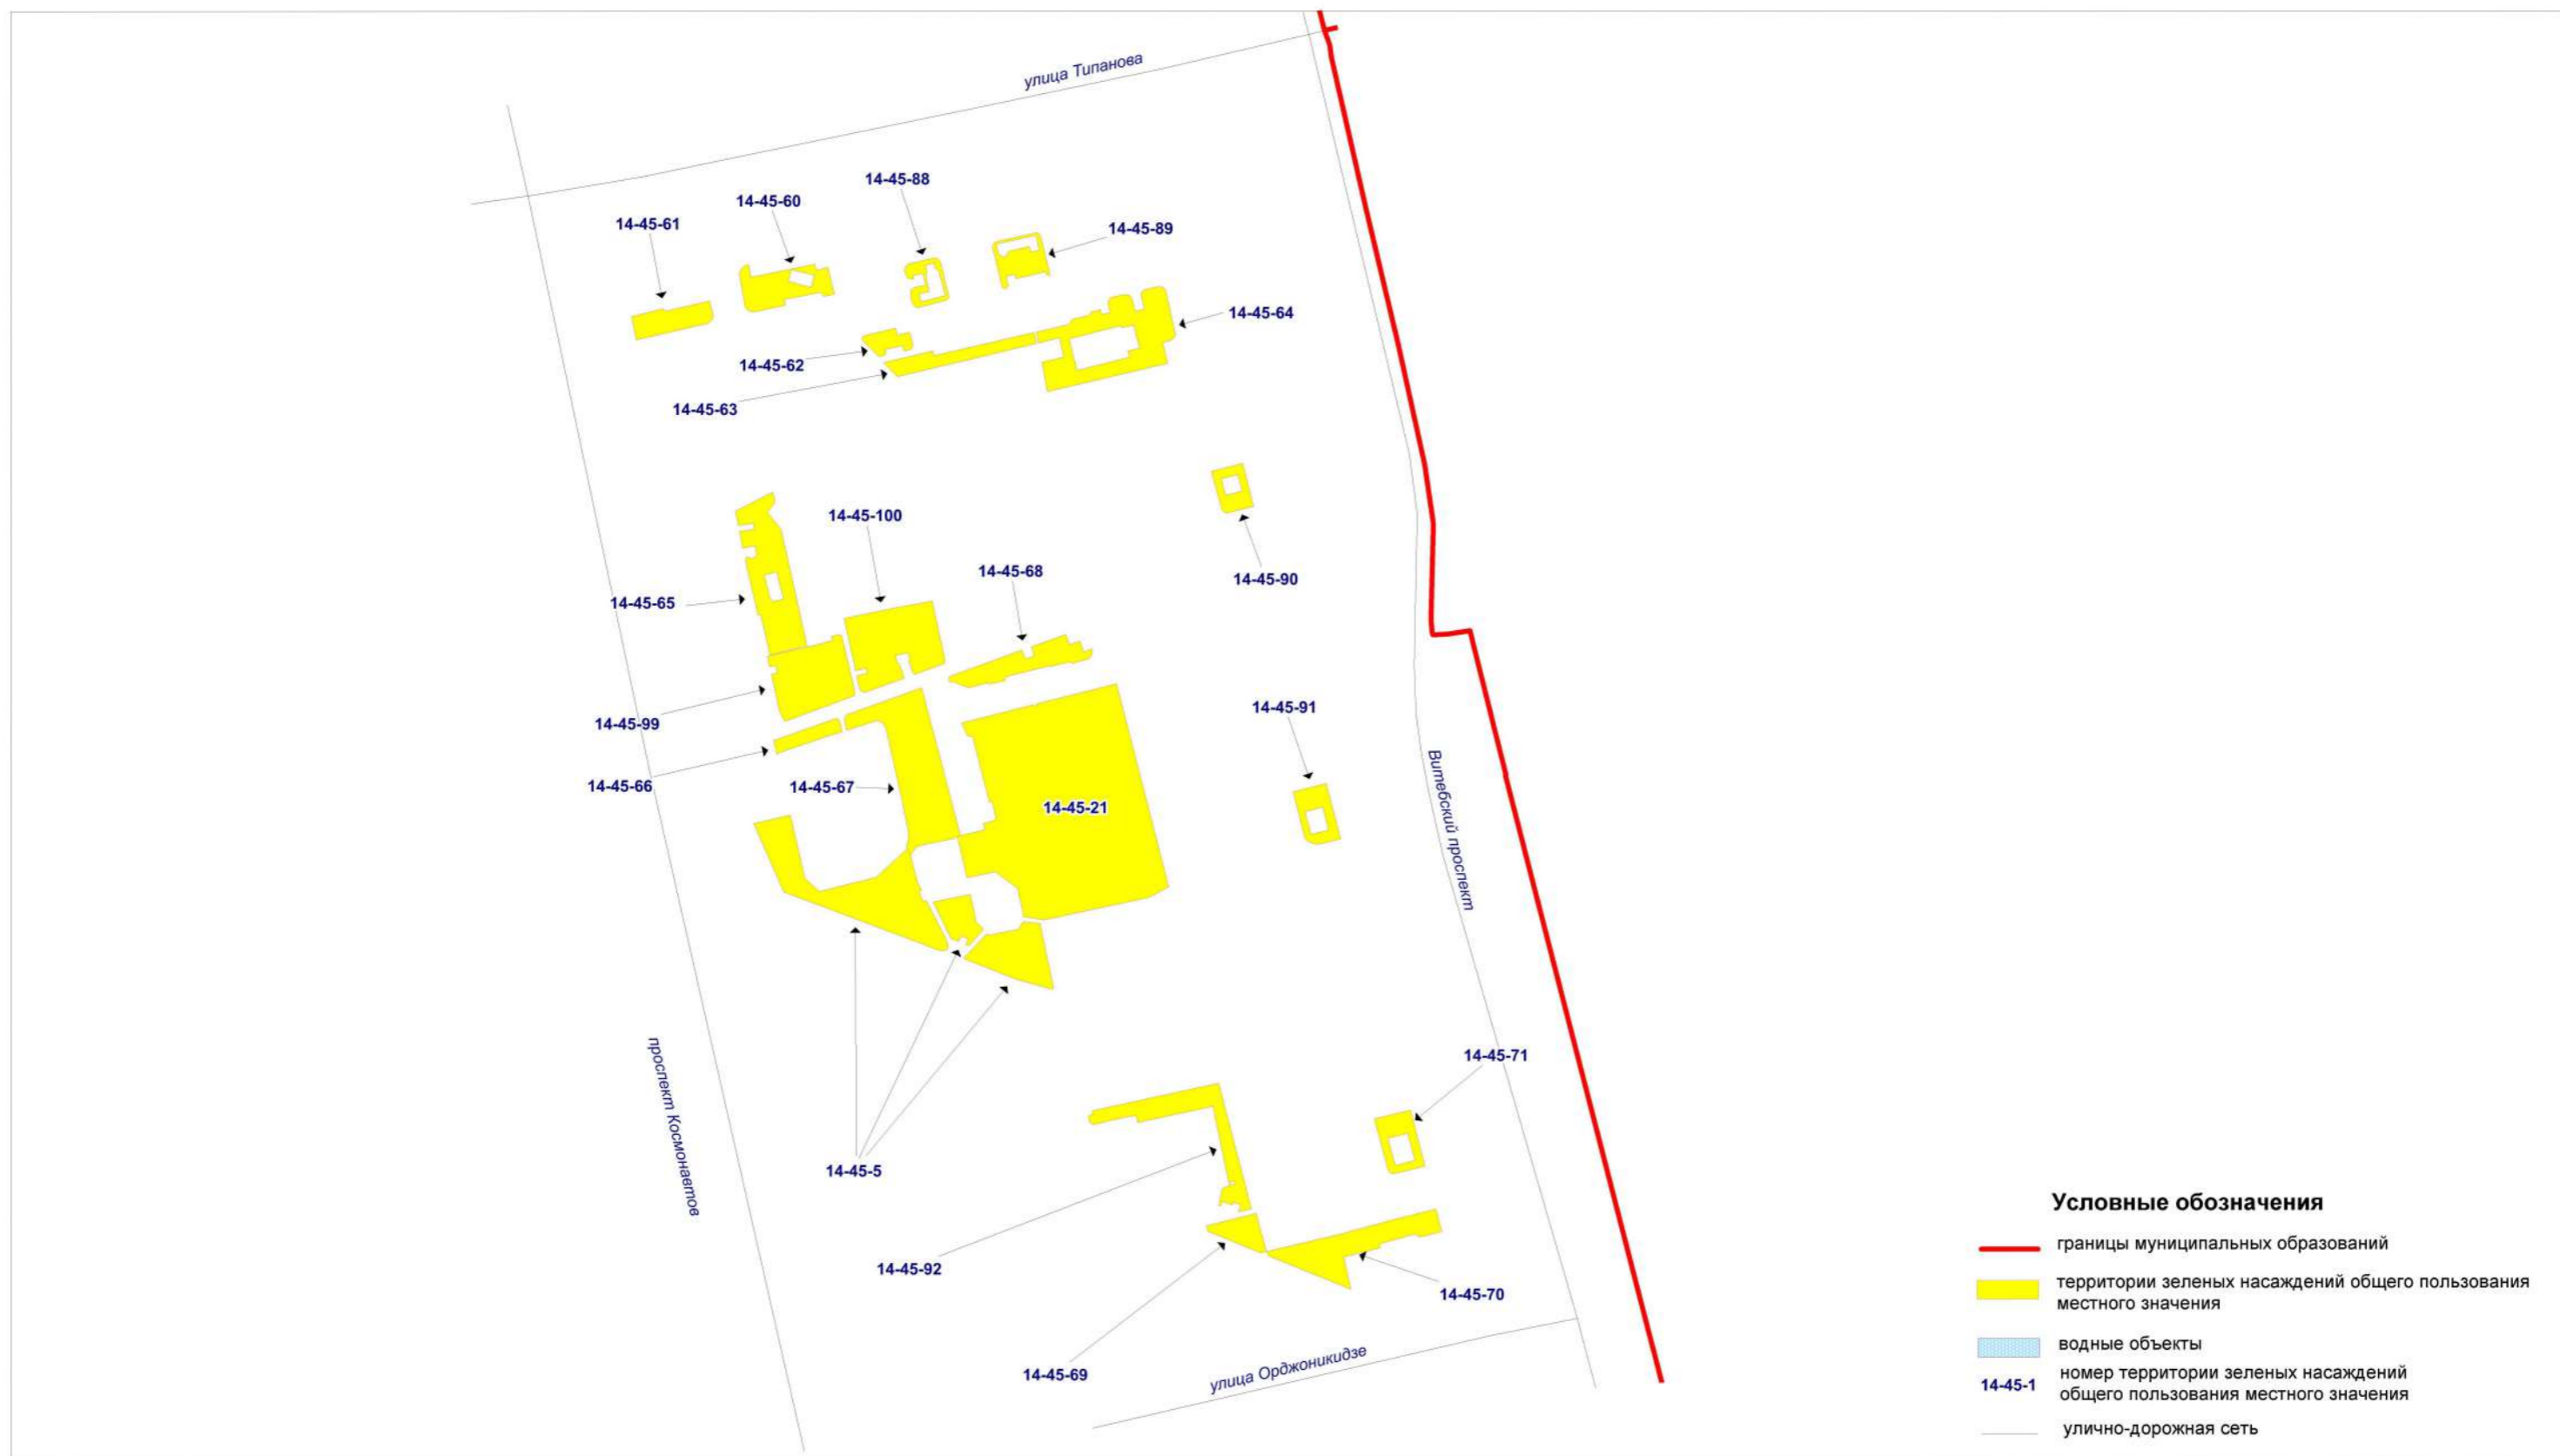 улица Типанова
14-45-88
14-45-60
14-45-61
14-45-89
14-45-64
14-45-62
14-45-63
14-45-100
14-45-68
14-45-90
14-45-65
14-45-99
14-45-91
14-45-66
14-45-67
14-45-21
Витебский проспект
проспект Космонавтов
14-45-71
14-45-5
14-45-92
14-45-70
14-45-69
улица Орджоникидзе
Условные обозначения
границы муниципальных образований
территории зеленых насаждений общего пользования
местного значения
водные объекты
14-45-1
номер территории зеленых насаждений
общего пользования местного значения
улично-дорожная сеть